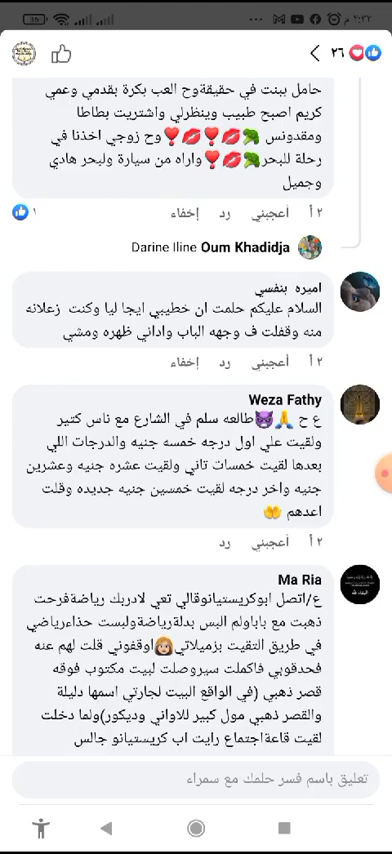 ٢:٢٢ م
٢٦
حامل ببنت في حقيقةوح العب بكرة بقدمي وعمي
كريم اصبح طبيب وينظرلي واشتريت بطاطا
ومقدونس 🥦💋❣️💋❣️وح زوجي اخذنا في
رحلة للبحر🥦💋❣️واراه من سيارة ولبحر هادي
وجميل
٢ أ أعجبني رد إخفاء
١
Darine Iline Oum Khadidja
اميره بنفسي
السلام عليكم حلمت ان خطيبي ايجا ليا وكنت زعلانه
منه وقفلت ف وجهه الباب واداني ظهره ومشي
٢ أ أعجبني رد إخفاء
Weza Fathy
ع ح 🙏😈طالعه سلم في الشارع مع ناس كتير
ولقيت علي اول درجه خمسه جنيه والدرجات اللي
بعدها لقيت خمسات تاني ولقيت عشره جنيه وعشرين
جنيه واخر درجه لقيت خمسين جنيه جديده وقلت
اعدهم 🤲
٢ أ أعجبني رد
Ma Ria
ع/اتصل ابوكريستيانوقالي تعي لادربك رياضةفرحت
ذهبت مع باباولم البس بدلةرياضةولبست حذاءرياضي
في طريق التقيت بزميلاتي👩🏼اوقفوني قلت لهم عنه
فحدقوبي فاكملت سيروصلت لبيت مكتوب فوقه
قصر ذهبي (في الواقع البيت لجارتي اسمها دليلة
والقصر ذهبي مول كبير للاواني وديكور)ولما دخلت
لقيت قاعةاجتماع رايت اب كريستيانو جالس
تعليق باسم فسر حلمك مع سمراء